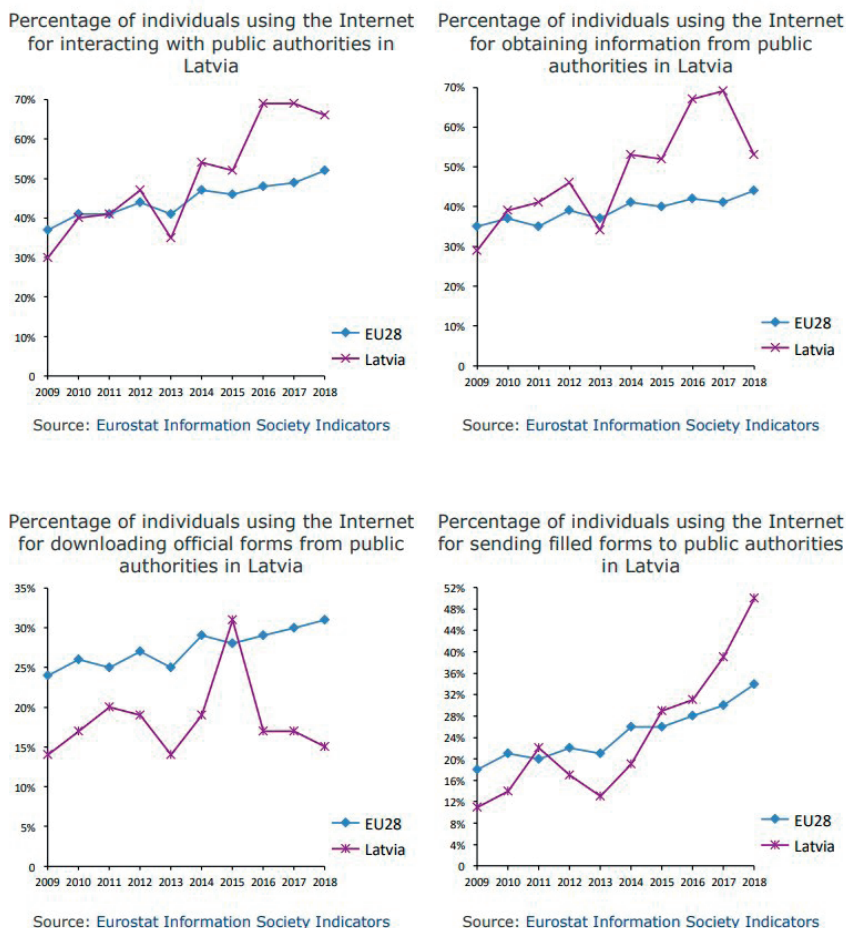 Percentage of individuals using the Internet
for interacting with public authorities in
Latvia
70%
60%
50%
40%
30%
20%
10%
0
2009 2010 2011 2012 2013 2014 2015 2016 2017 2018
EU28
Latvia
Source: Eurostat Information Society Indicators
Percentage of individuals using the Internet
for obtaining information from public
authorities in Latvia
70%
60%
50%
40%
30%
20%
10%
0
2009 2010 2011 2012 2013 2014 2015 2016 2017 2018
EU28
Latvia
Source: Eurostat Information Society Indicators
Percentage of individuals using the Internet
for downloading official forms from public
authorities in Latvia
35%
30%
25%
20%
15%
10%
5%
0
2009 2010 2011 2012 2013 2014 2015 2016 2017 2018
EU28
Latvia
Source: Eurostat Information Society Indicators
Percentage of individuals using the Internet
for sending filled forms to public authorities
in Latvia
52%
48%
44%
40%
36%
32%
28%
24%
20%
16%
12%
8%
4%
0
2009 2010 2011 2012 2013 2014 2015 2016 2017 2018
EU28
Latvia
Source: Eurostat Information Society Indicators